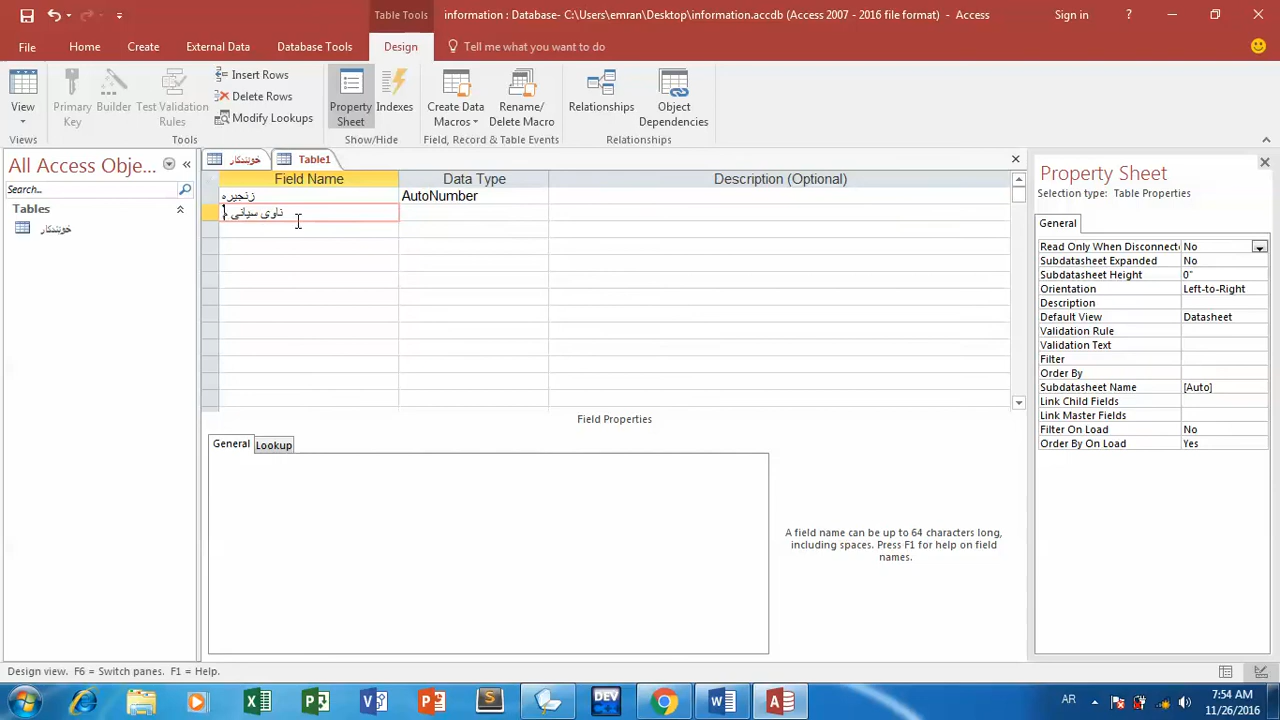 Table Tools
information : Database- C:\Users\emran\Desktop\information.accdb (Access 2007 - 2016 file format) - Access
Sign in
?
File
Home
Create
External Data
Database Tools
Design
Tell me what you want to do
View
Primary Key
Builder
Test Validation Rules
Insert Rows
Delete Rows
Modify Lookups
Property Sheet
Indexes
Create Data Macros
Rename/ Delete Macro
Relationships
Object Dependencies
Views
Tools
Show/Hide
Field, Record & Table Events
Relationships
All Access Obje...
Search...
Tables
خوێندکار
خوێندکار
Table1
Field Name
Data Type
Description (Optional)
زنجیرە
AutoNumber
ناوی سیانی
Field Properties
General
Lookup
A field name can be up to 64 characters long,
including spaces. Press F1 for help on field
names.
Property Sheet
Selection type: Table Properties
General
Read Only When Disconnect No
Subdatasheet Expanded No
Subdatasheet Height 0"
Orientation Left-to-Right
Description
Default View Datasheet
Validation Rule
Validation Text
Filter
Order By
Subdatasheet Name [Auto]
Link Child Fields
Link Master Fields
Filter On Load No
Order By On Load Yes
Design view. F6 = Switch panes. F1 = Help.
DEV
AR
7:54 AM
11/26/2016